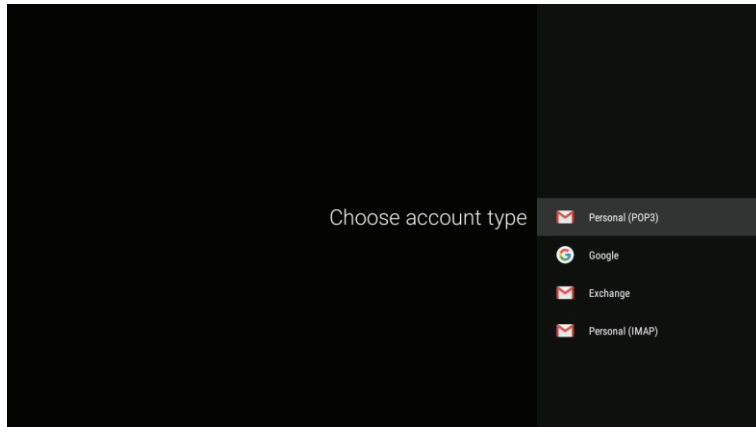 Choose account type
Personal (POP3)
Google
Exchange
Personal (IMAP)